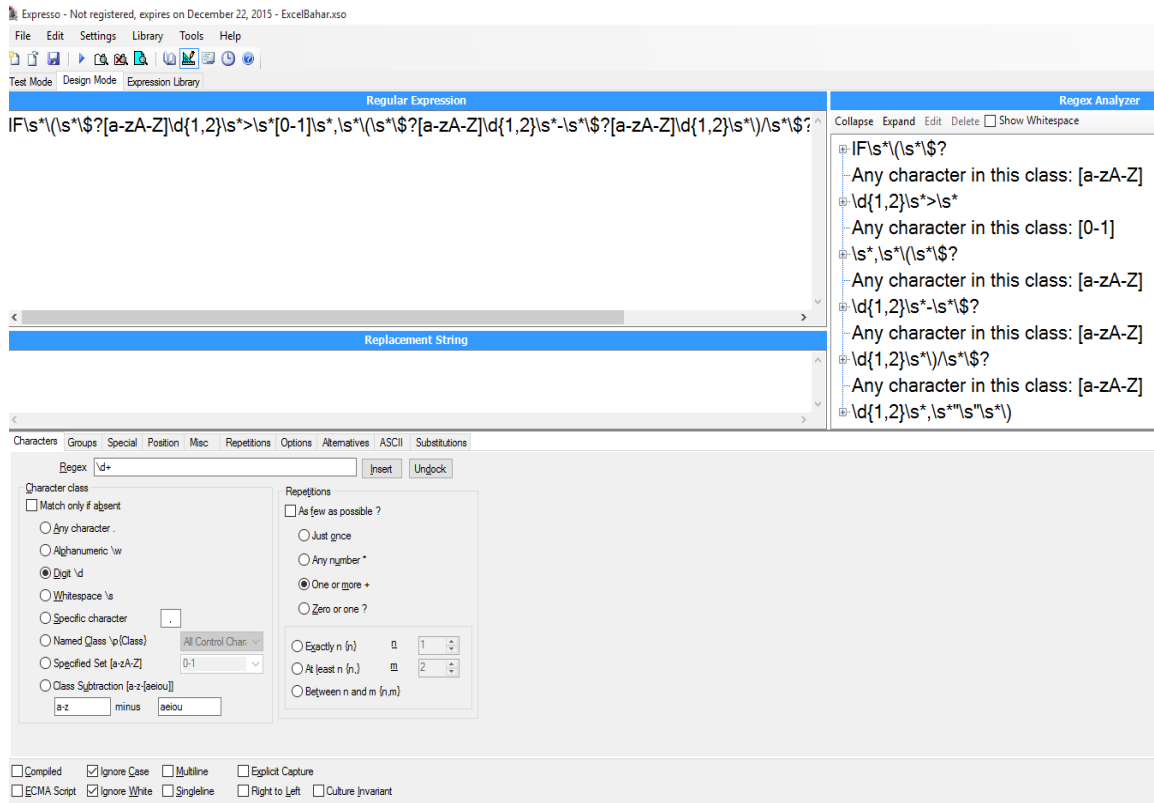 Expresso - Not registered, expires on December 22, 2015 - ExcelBahar.xso
File Edit Settings Library Tools Help
Test Mode Design Mode Expression Library
Regular Expression
IF\s*\(\s*\$?[a-zA-Z]\d{1,2}\s*>\s*[0-1]\s*,\s*\(\s*\$?[a-zA-Z]\d{1,2}\s*-\s*\$?[a-zA-Z]\d{1,2}\s*\)/\s*\$?
Replacement String
Regex Analyzer
Collapse Expand Edit Delete Show Whitespace
IF\s*\(\s*\$?
Any character in this class: [a-zA-Z]
\d{1,2}\s*>\s*
Any character in this class: [0-1]
\s*,\s*\(\s*\$?
Any character in this class: [a-zA-Z]
\d{1,2}\s*-\s*\$?
Any character in this class: [a-zA-Z]
\d{1,2}\s*\)/\s*\$?
Any character in this class: [a-zA-Z]
\d{1,2}\s*,\s*"\s"\s*\)
Characters Groups Special Position Misc Repetitions Options Alternatives ASCII Substitutions
Regex \d+ Insert Undock
Character class
Match only if absent
Any character .
Alphanumeric \w
Digit \d
Whitespace \s
Specific character .
Named Class \p{Class} All Control Char
Specified Set [a-zA-Z] 0-1
Class Subtraction [a-z-[aeiou]]
a-z minus aeiou
Repetitions
As few as possible ?
Just once
Any number *
One or more +
Zero or one ?
Exactly n {n} n 1
At least n {n,} m 2
Between n and m {n,m}
Compiled Ignore Case Multiline Explicit Capture
ECMA Script Ignore White Singleline Right to Left Culture Invariant